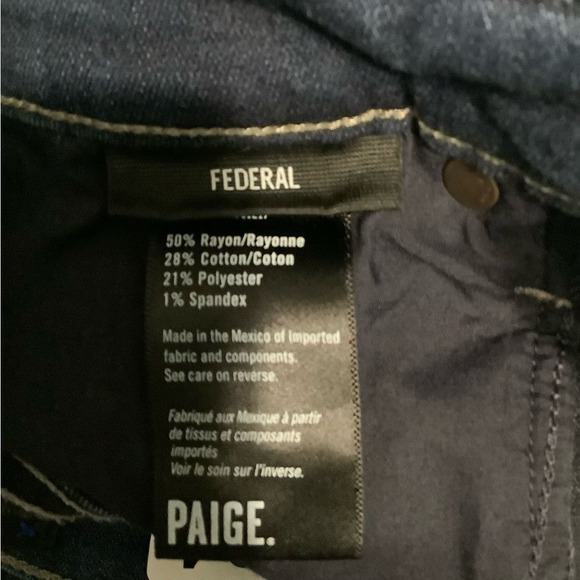 FEDERAL
50% Rayon/Rayonne
28% Cotton/Coton
21% Polyester
1% Spandex
Made in the Mexico of Imported
fabric and components.
See care on reverse.
Fabriqué aux Mexique à partir
de tissus et composants
importés
Voir le soin sur l'inverse.
PAIGE.